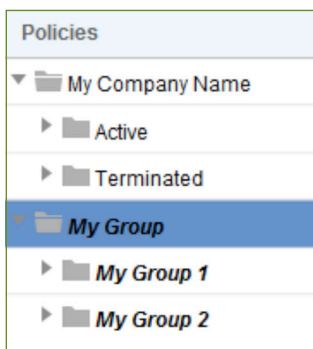 Policies
My Company Name
Active
Terminated
My Group
My Group 1
My Group 2